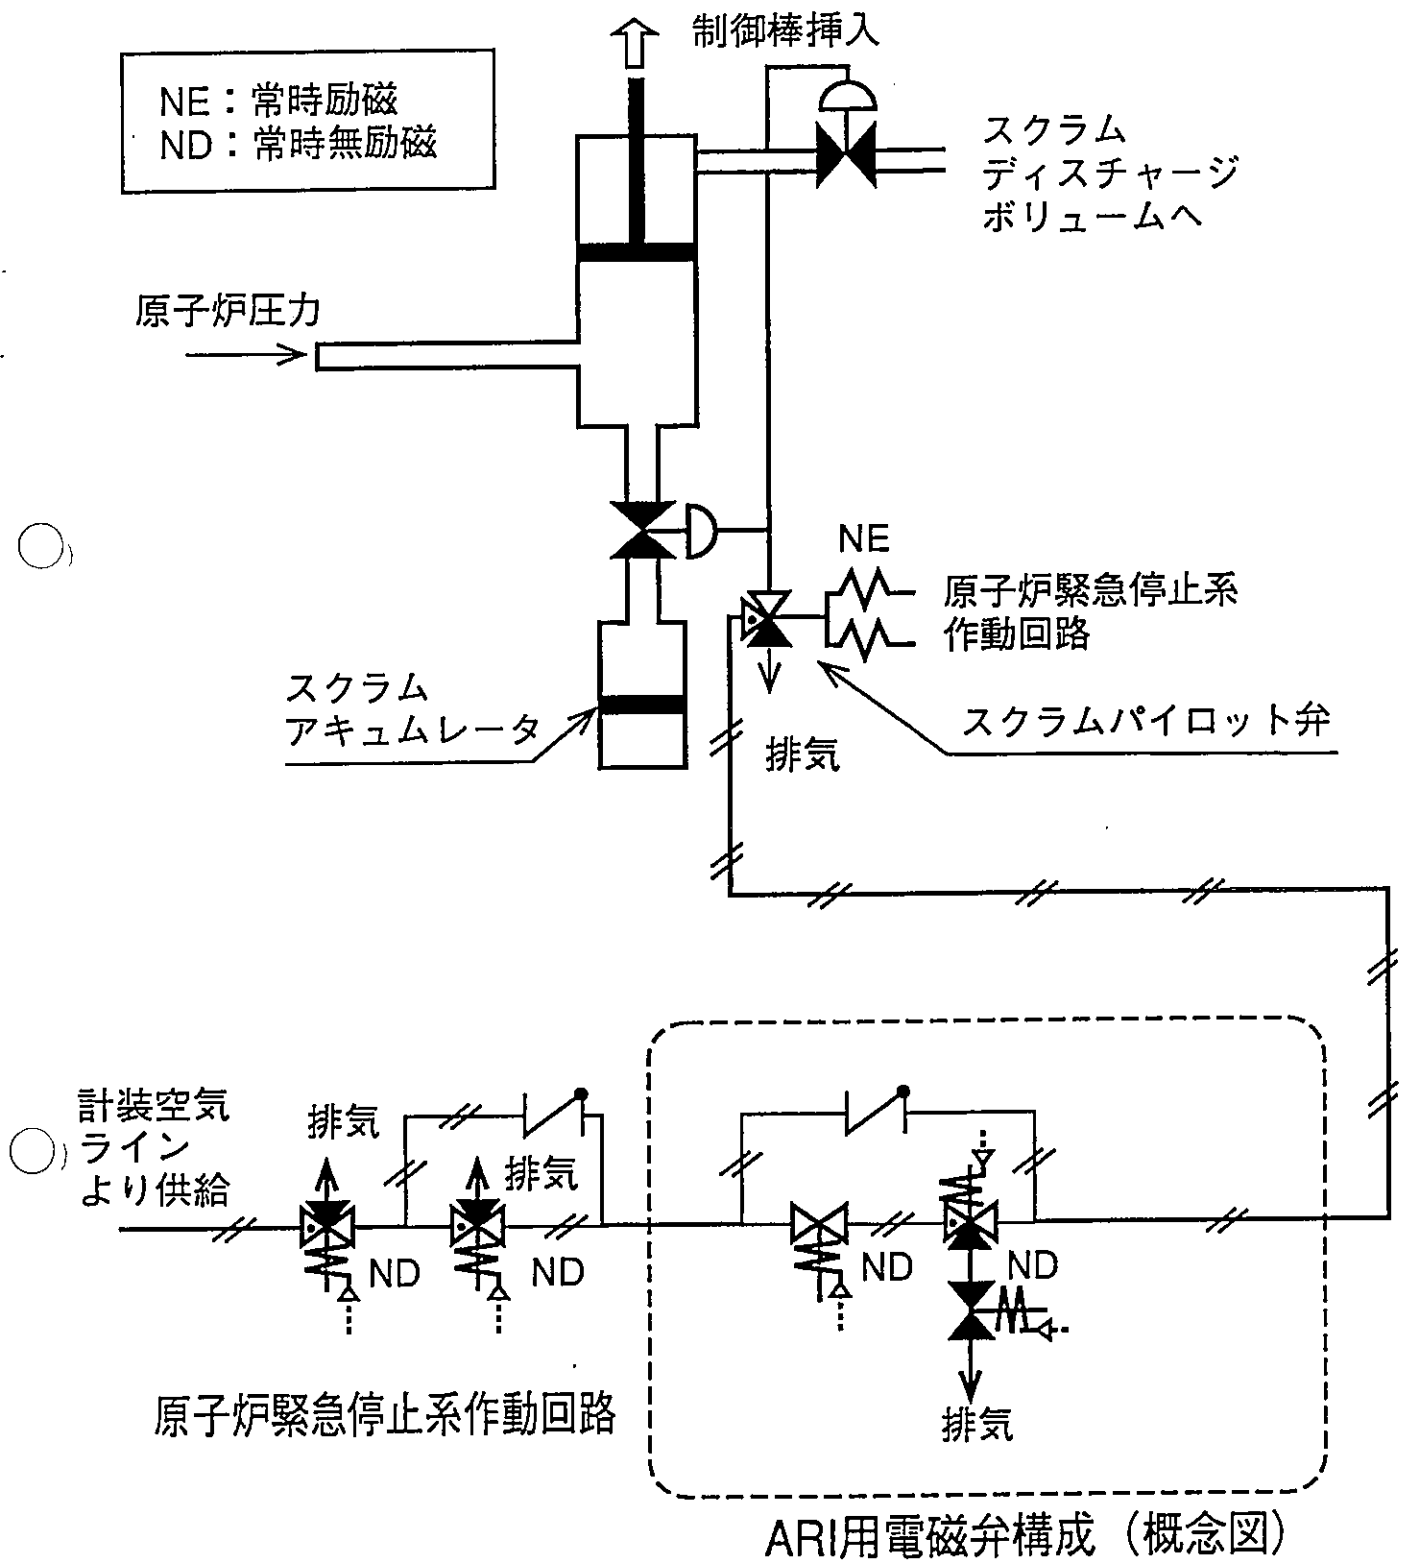 制御棒挿入
NE：常時励磁
ND：常時無励磁
スクラム
ディスチャージ
ボリュームへ
原子炉圧力
NE
原子炉緊急停止系
作動回路
スクラム
アキュムレータ
スクラムパイロット弁
排気
計装空気
ライン
より供給
排気
排気
ND
ND
ND
ND
排気
原子炉緊急停止系作動回路
ARI用電磁弁構成（概念図）